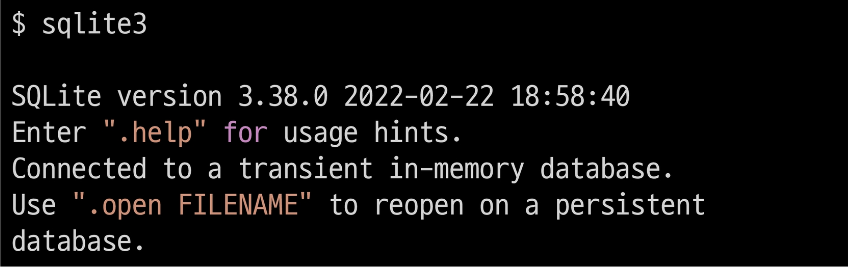 $ sqlite3
SQLite version 3.38.0 2022-02-22 18:58:40
Enter ".help" for usage hints.
Connected to a transient in-memory database.
Use ".open FILENAME" to reopen on a persistent
database.